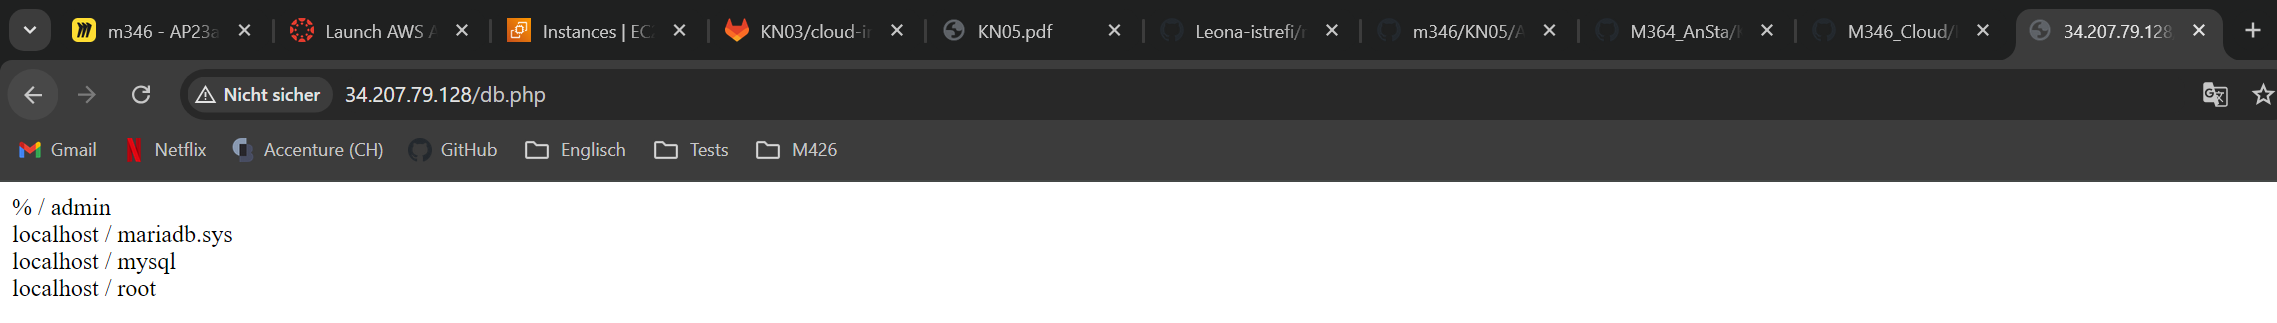 m346 - AP23a
Launch AWS A
Instances | EC
KN03/cloud-in
KN05.pdf
Leona-istrefi/
m346/KN05/A
M364_AnSta/
M346_Cloud/
34.207.79.128
Nicht sicher
34.207.79.128/db.php
Gmail
Netflix
Accenture (CH)
GitHub
Englisch
Tests
M426
% / admin
localhost / mariadb.sys
localhost / mysql
localhost / root